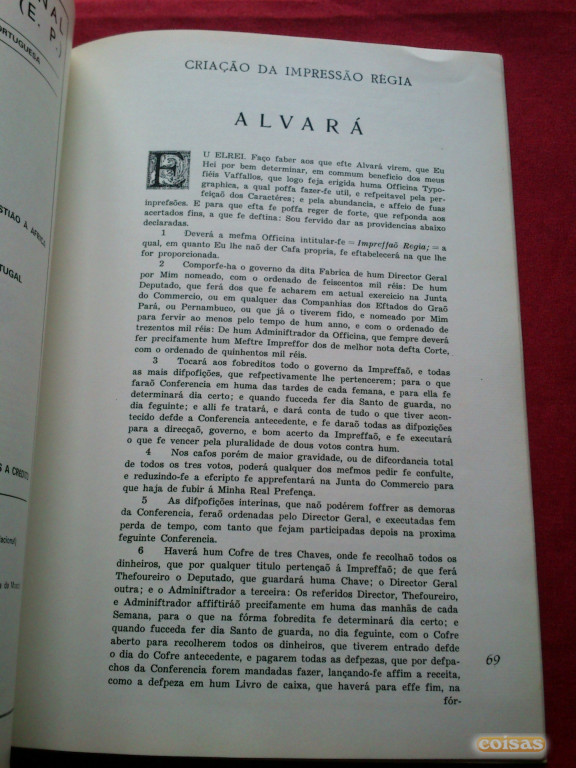 NAL
(E. P.)
ORTUGUESA
STIÃO À ÁFRICA
TUGAL
S A CREDITO
acional)
CRIAÇÃO DA IMPRESSÃO REGIA
ALVARÁ
EU ELREI. Faço faber aos que efte Alvará virem, que Eu
Hei por bem determinar, em commum beneficio dos meus
fiéis Vaffallos, que logo feja erigida huma Officina Typo-
graphica, a qual poffa fazer-fe util, e refpeitavel pela per-
feiçaõ dos Caractéres; e pela abundancia, e affeio de fuas
inprefsões. E para que efta fe poffa reger de forte, que refponda aos
acertados fins, a que fe deftina: Sou fervido dar as providencias abaixo
declaradas.
1 Deverá a mefma Officina intitular-fe = Impreffaõ Regia; = a
qual, em quanto Eu lhe naõ der Cafa propria, fe eftabelecerá na que lhe
for proporcionada.
2 Comporfe-ha o governo da dita Fabrica de hum Director Geral
por Mim nomeado, com o ordenado de feiscentos mil réis: De hum
Deputado, que ferá dos que fe acharem em actual exercicio na Junta
do Commercio, ou em qualquer das Companhias dos Eftados do Graõ
Pará, ou Pernambuco, ou que já o tiverem fido, e nomeado por Mim
para fervir ao menos pelo tempo de hum anno, e com o ordenado de
trezentos mil réis: De hum Adminiftrador da Officina, que fempre deverá
fer precifamente hum Meftre Impreffor dos de melhor nota defta Corte,
com o ordenado de quinhentos mil réis.
3 Tocará aos fobreditos todo o governo da Impreffaõ, e todas
as mais difpofições, que refpectivamente lhe pertencerem; para o que
faraõ Conferencia em huma das tardes de cada femana, e para ella fe
determinará dia certo; e quando fucceda fer dia Santo de guarda, no
dia feguinte; e alli fe tratará, e dará conta de tudo o que tiver acon-
tecido defde a Conferencia antecedente, e fe daraõ todas as difpozições
para a direcçaõ, governo, e bom acerto da Impreffaõ, e fe executará
o que fe vencer pela pluralidade de dous votos contra hum.
4 Nos cafos porém de maior gravidade, ou de difcordancia total
de todos os tres votos, poderá qualquer dos mefmos pedir fe confulte,
e reduzindo-fe a efcripto fe apprefentará na Junta do Commercio para
que haja de fubir á Minha Real Prefença.
5 As difpofições interinas, que naõ podérem foffrer as demoras
da Conferencia, feraõ ordenadas pelo Director Geral, e executadas fem
perda de tempo, com tanto que fejam participadas depois na proxima
feguinte Conferencia.
6 Haverá hum Cofre de tres Chaves, onde fe recolhaõ todos os
dinheiros, que por qualquer titulo pertençaõ á Impreffaõ; de que ferá
Thefoureiro o Deputado, que guardará huma Chave; o Director Geral
outra; e o Adminiftrador a terceira: Os referidos Director, Thefoureiro,
e Adminiftrador affiftiráõ precifamente em huma das manhãs de cada
Semana, para o que na fórma fobredita fe determinará dia certo; e
quando fucceda fer dia Santo de guarda, no dia feguinte, com o Cofre
aberto para recolherem todos os dinheiros, que tiverem entrado defde
o dia do Cofre antecedente, e pagarem todas as defpezas, que por defpa-
chos da Conferencia forem mandadas fazer, lançando-fe affim a receita,
como a defpeza em hum Livro de caixa, que haverá para effe fim, na
fór-
69
coisas